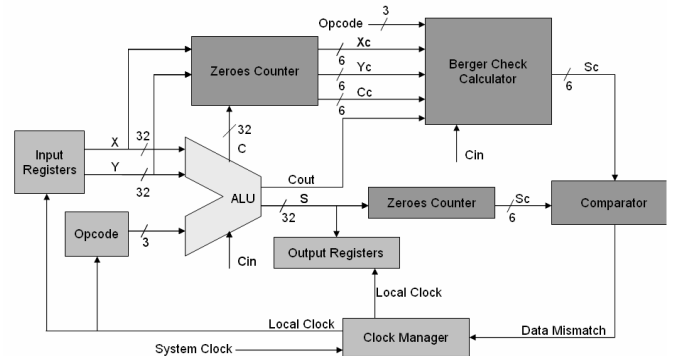 Opcode
3
Zeroes Counter
Xc
6
Yc
6
Cc
6
Berger Check
Calculator
Sc
6
Cin
32
C
Input
Registers
X
32
Y
32
ALU
Cout
S
32
Zeroes Counter
Sc
6
Comparator
Opcode
3
Cin
Output Registers
Local Clock
Local Clock
Clock Manager
Data Mismatch
System Clock